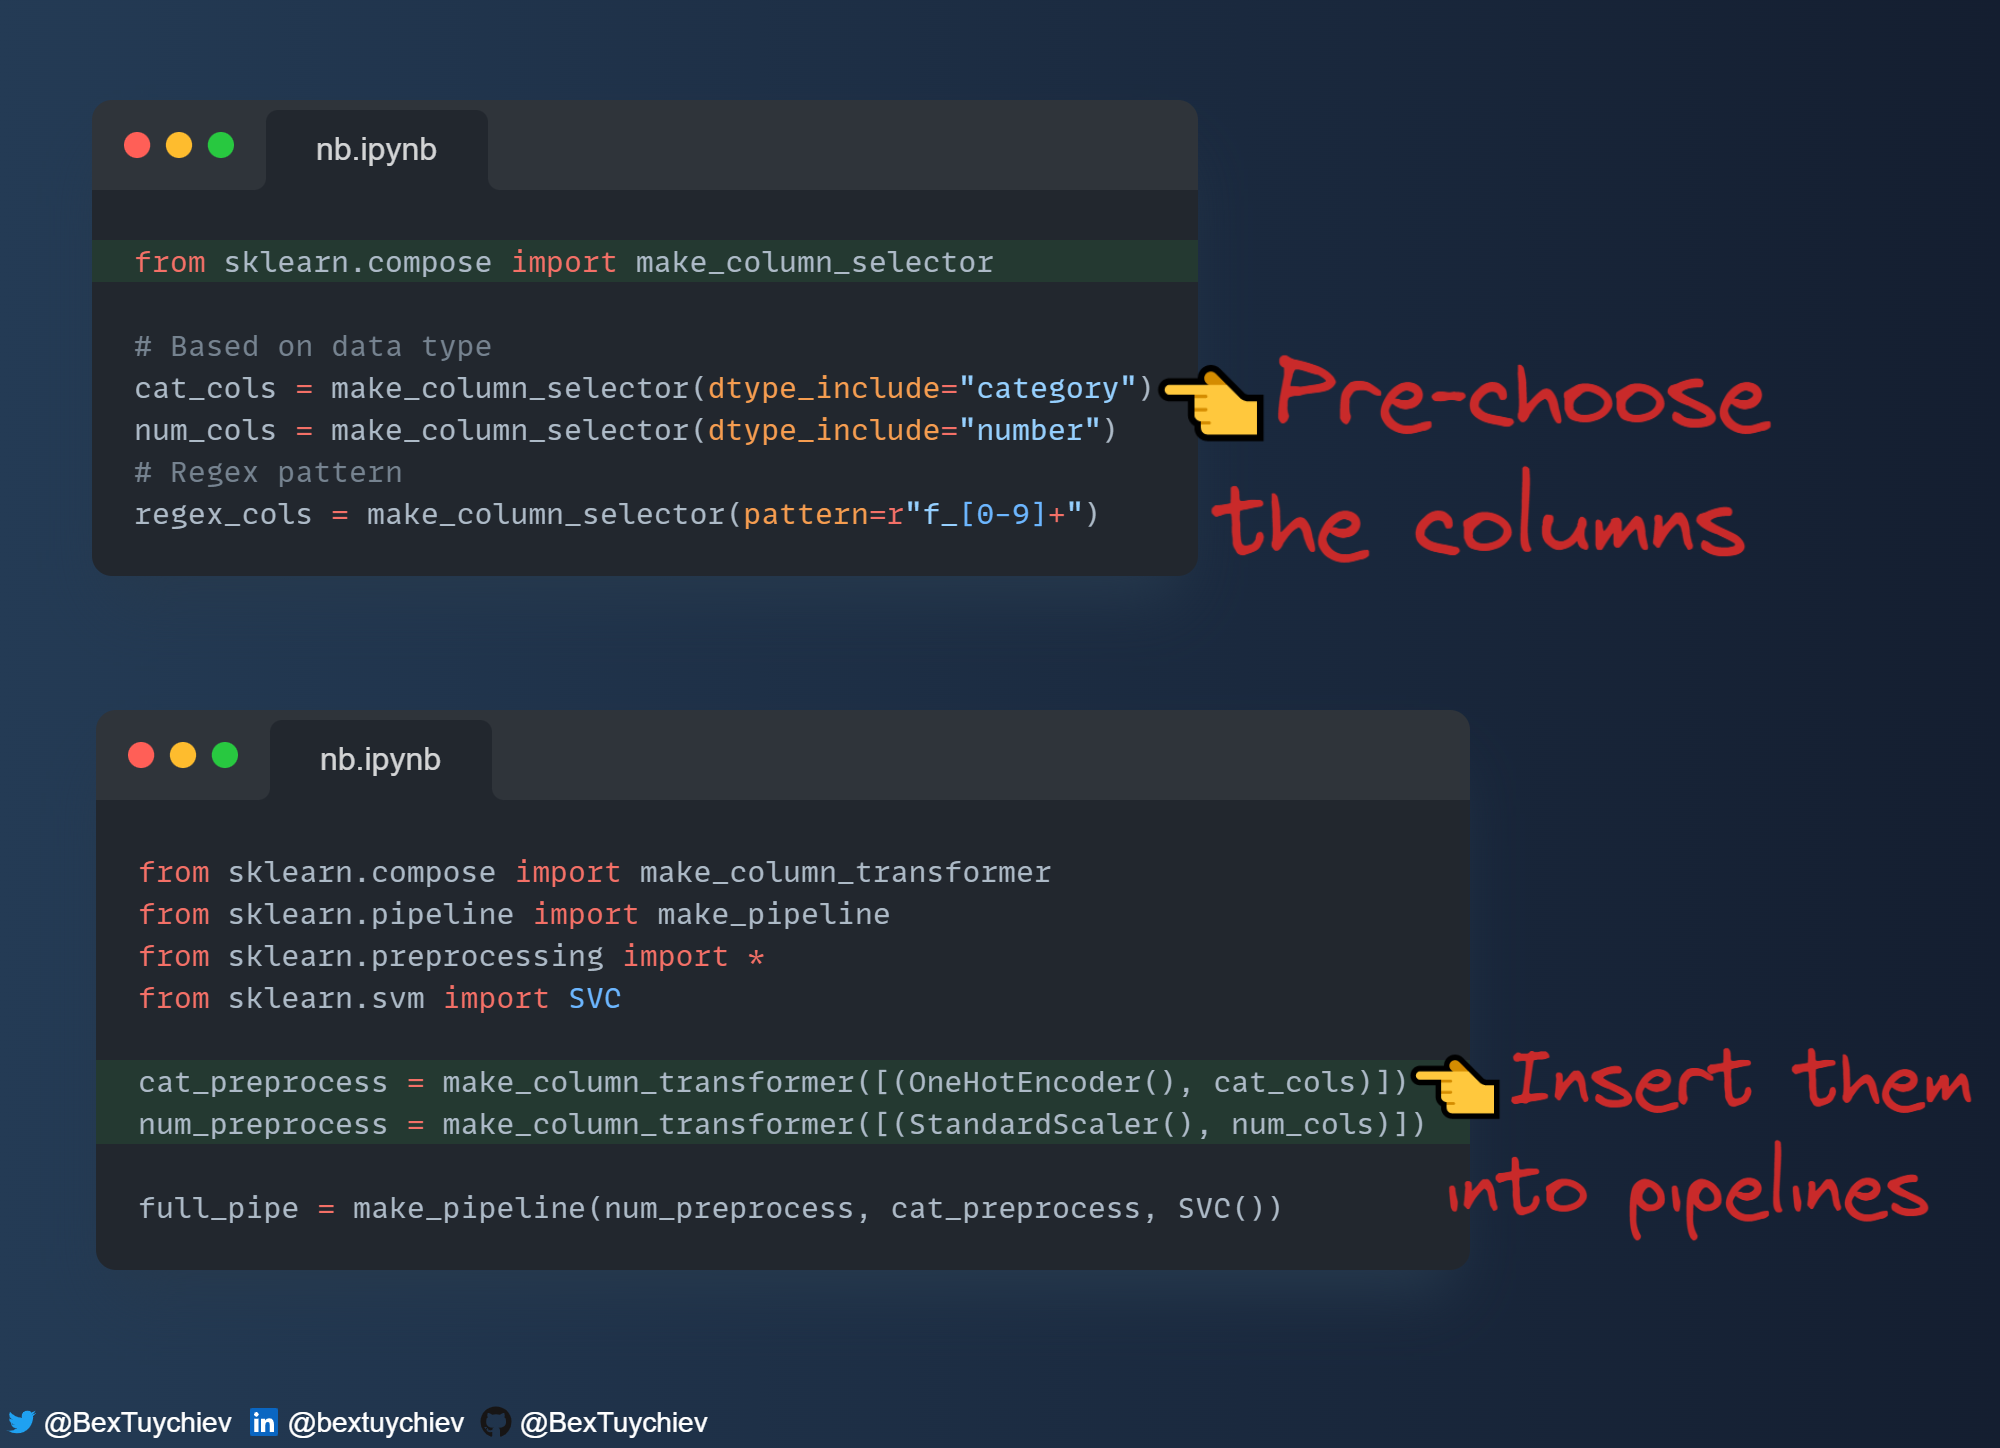 nb.ipynb
from sklearn.compose import make_column_selector
# Based on data type
cat_cols = make_column_selector(dtype_include="category")
num_cols = make_column_selector(dtype_include="number")
# Regex pattern
regex_cols = make_column_selector(pattern=r"f_[0-9]+")
Pre-choose
the columns
nb.ipynb
from sklearn.compose import make_column_transformer
from sklearn.pipeline import make_pipeline
from sklearn.preprocessing import *
from sklearn.svm import SVC
cat_preprocess = make_column_transformer([(OneHotEncoder(), cat_cols)])
num_preprocess = make_column_transformer([(StandardScaler(), num_cols)])
full_pipe = make_pipeline(num_preprocess, cat_preprocess, SVC())
Insert them
into pipelines
@BexTuychiev in @bextuychiev @BexTuychiev